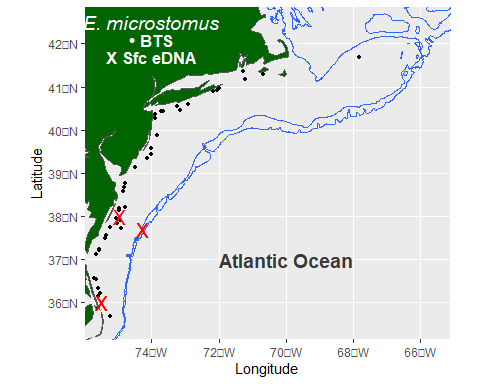 E. microstomus
• BTS
X Sfc eDNA
42□N
41□N
40□N
39□N
38□N
37□N
36□N
Latitude
Atlantic Ocean
74□W 72□W 70□W 68□W 66□W
Longitude